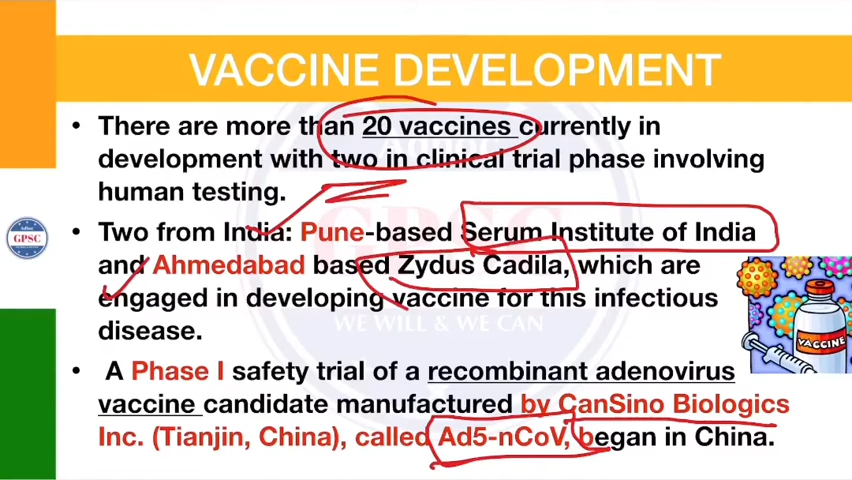 VACCINE DEVELOPMENT
• There are more than 20 vaccines currently in
development with two in clinical trial phase involving
human testing.
• Two from India: Pune-based Serum Institute of India
and Ahmedabad based Zydus Cadila, which are
engaged in developing vaccine for this infectious
disease.
• A Phase I safety trial of a recombinant adenovirus
vaccine candidate manufactured by CanSino Biologics
Inc. (Tianjin, China), called Ad5-nCoV, began in China.
GPSC
GPSC
WE WILL & WE CAN
VACCINE